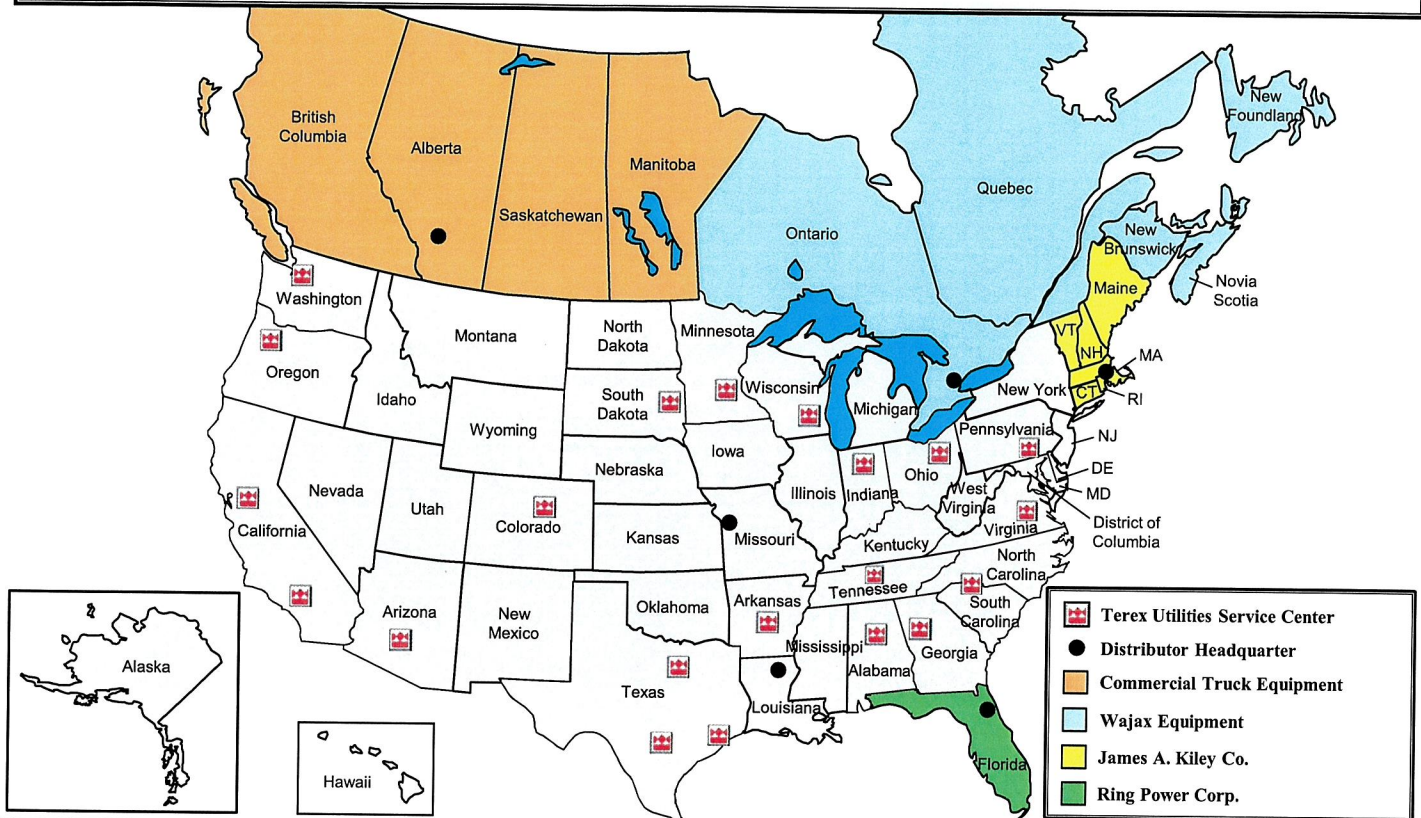 British
Columbia
Alberta
Saskatchewan
Manitoba
Ontario
Quebec
New
Foundland
New
Brunswick
Novia
Scotia
Maine
VT
NH
MA
CT
RI
Washington
Oregon
Idaho
Montana
North
Dakota
South
Dakota
Minnesota
Wisconsin
Michigan
New York
Pennsylvania
NJ
DE
MD
District of
Columbia
Wyoming
Nebraska
Iowa
Illinois
Indiana
Ohio
West
Virginia
Virginia
Nevada
Utah
Colorado
Kansas
Missouri
Kentucky
California
Arizona
New
Mexico
Oklahoma
Arkansas
Tennessee
North
Carolina
South
Carolina
Texas
Louisiana
Mississippi
Alabama
Georgia
Florida
Alaska
Hawaii
Terex Utilities Service Center
Distributor Headquarter
Commercial Truck Equipment
Wajax Equipment
James A. Kiley Co.
Ring Power Corp.